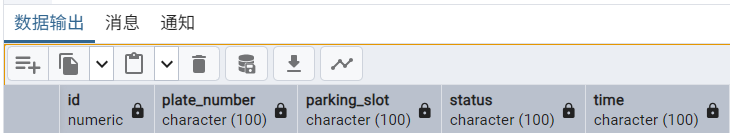 数据输出 消息 通知
id plate_number parking_slot status time
numeric character (100) character (100) character (100) character (100)